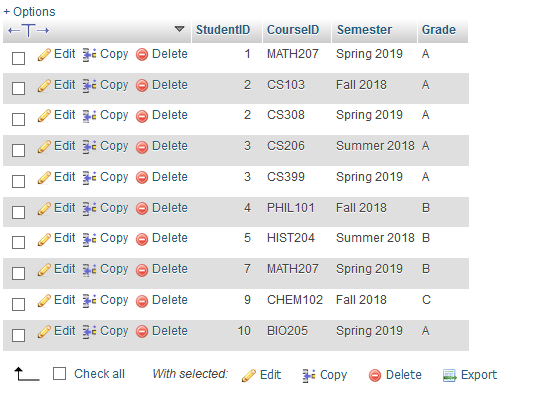 + Options
StudentID CourseID Semester Grade
Edit Copy Delete 1 MATH207 Spring 2019 A
Edit Copy Delete 2 CS103 Fall 2018 A
Edit Copy Delete 2 CS308 Spring 2019 A
Edit Copy Delete 3 CS206 Summer 2018 A
Edit Copy Delete 3 CS399 Spring 2019 A
Edit Copy Delete 4 PHIL101 Fall 2018 B
Edit Copy Delete 5 HIST204 Summer 2018 B
Edit Copy Delete 7 MATH207 Spring 2019 B
Edit Copy Delete 9 CHEM102 Fall 2018 C
Edit Copy Delete 10 BIO205 Spring 2019 A
Check all With selected: Edit Copy Delete Export